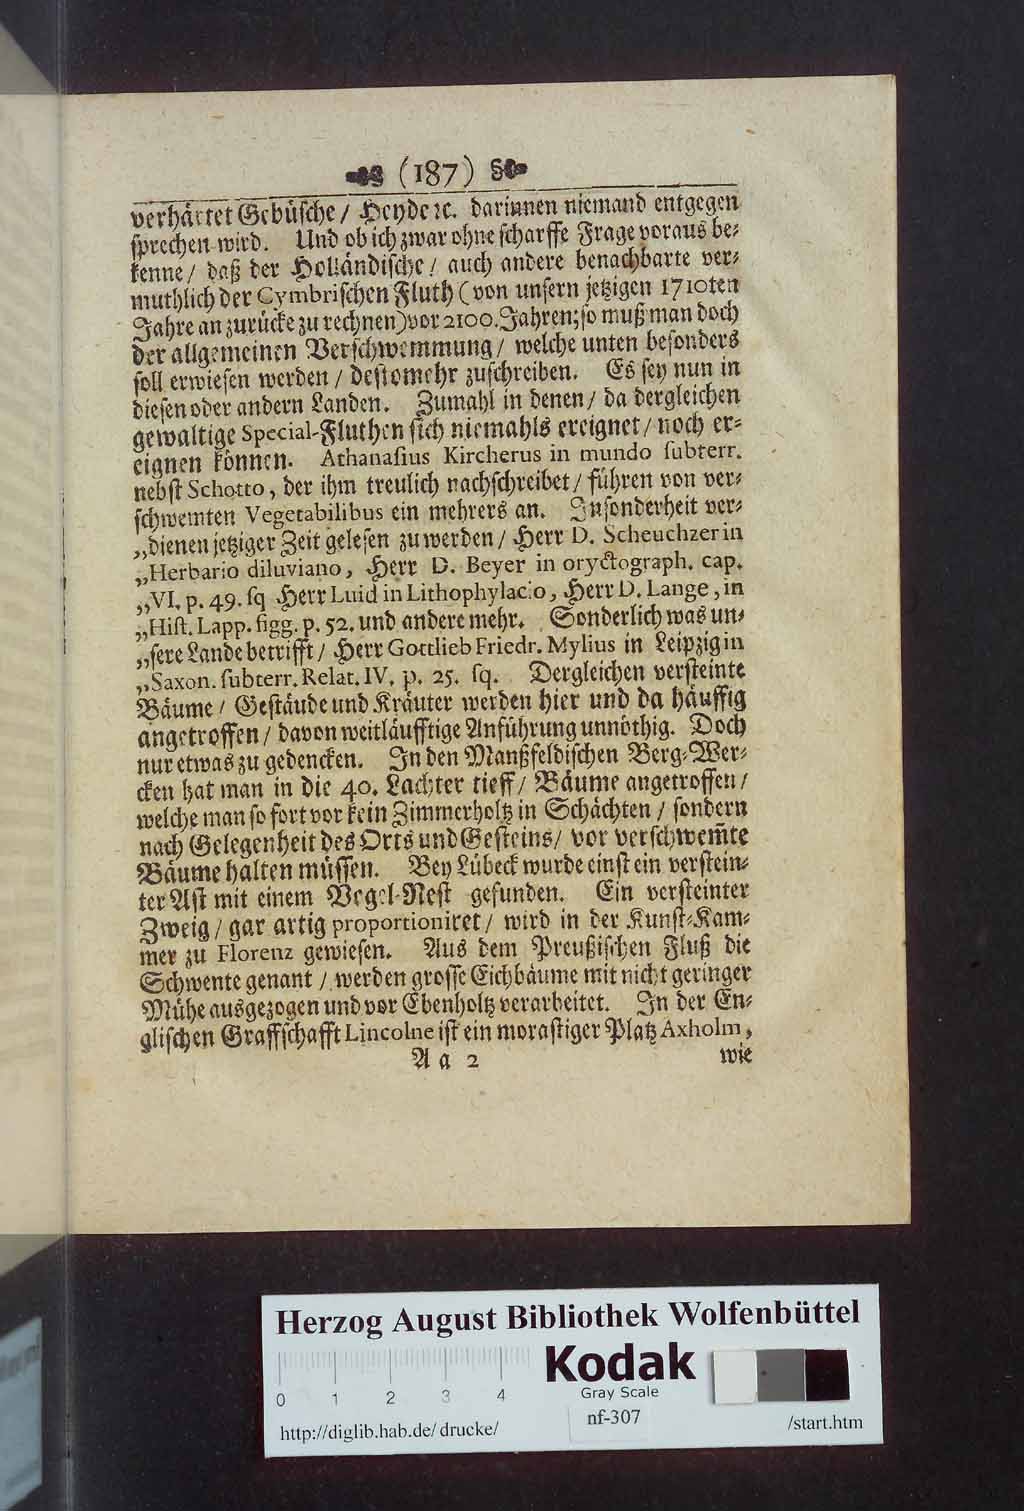 (187)
verhärtet Gebüsche / Heyde ꝛc. darinnen niemand entgegen
sprechen wird. Und ob ich zwar ohne scharffe Frage voraus be⸗
kenne / daß der Holländische / auch andere benachbarte ver⸗
muthlich der Cymbrischen Fluth (von unsern jetzigen 1710ten
Jahre an zurücke zu rechnen) vor 2100. Jahren; so muß man doch
der allgemeinen Verschwemmung / welche unten besonders
soll erwiesen werden / destomehr zuschreiben. Es sey nun in
diesen oder andern Landen. Zumahl in denen / da dergleichen
gewaltige Special-Fluthen sich niemahls ereignet / noch er⸗
eignen können. Athanasius Kircherus in mundo subterr.
nebst Schotto, der ihm treulich nachschreibet / führen von ver⸗
schwemten Vegetabilibus ein mehrers an. Insonderheit ver⸗
„dienen jetziger Zeit gelesen zu werden / Herr D. Scheuchzer in
„Herbario diluviano, Herr D. Beyer in oryctograph. cap.
„VI. p. 49. sq Herr Luid in Lithophylacio, Herr D. Lange, in
„Hist. Lapp. figg. p. 52. und andere mehr. Sonderlich was un⸗
„sere Lande betrifft / Herr Gottlieb Friedr. Mylius in Leipzig in
„Saxon. subterr. Relat. IV. p. 25. sq. Dergleichen versteinte
Bäume / Gestäude und Kräuter werden hier und da häuffig
angetroffen / davon weitläufftige Anführung unnöthig. Doch
nur etwas zu gedencken. In den Manßfeldischen Berg⸗Wer⸗
cken hat man in die 40. Lachter tieff / Bäume angetroffen /
welche man so fort vor kein Zimmerholtz in Schächten / sondern
nach Gelegenheit des Orts und Gesteins / vor verschwem̃te
Bäume halten müssen. Bey Lübeck wurde einst ein verstein⸗
ter Ast mit einem Vogel⸗Nest gefunden. Ein versteinter
Zweig / gar artig proportioniret / wird in der Kunst⸗Kam⸗
mer zu Florenz gewiesen. Aus dem Preußischen Fluß die
Schwente genant / werden grosse Eichbäume mit nicht geringer
Mühe ausgezogen und vor Ebenholtz verarbeitet. In der En⸗
glischen Graffschafft Lincolne ist ein morastiger Platz Axholm,
A a 2 wie
Herzog August Bibliothek Wolfenbüttel
Kodak
Gray Scale
0 1 2 3 4
nf-307
http://diglib.hab.de/drucke/ /start.htm